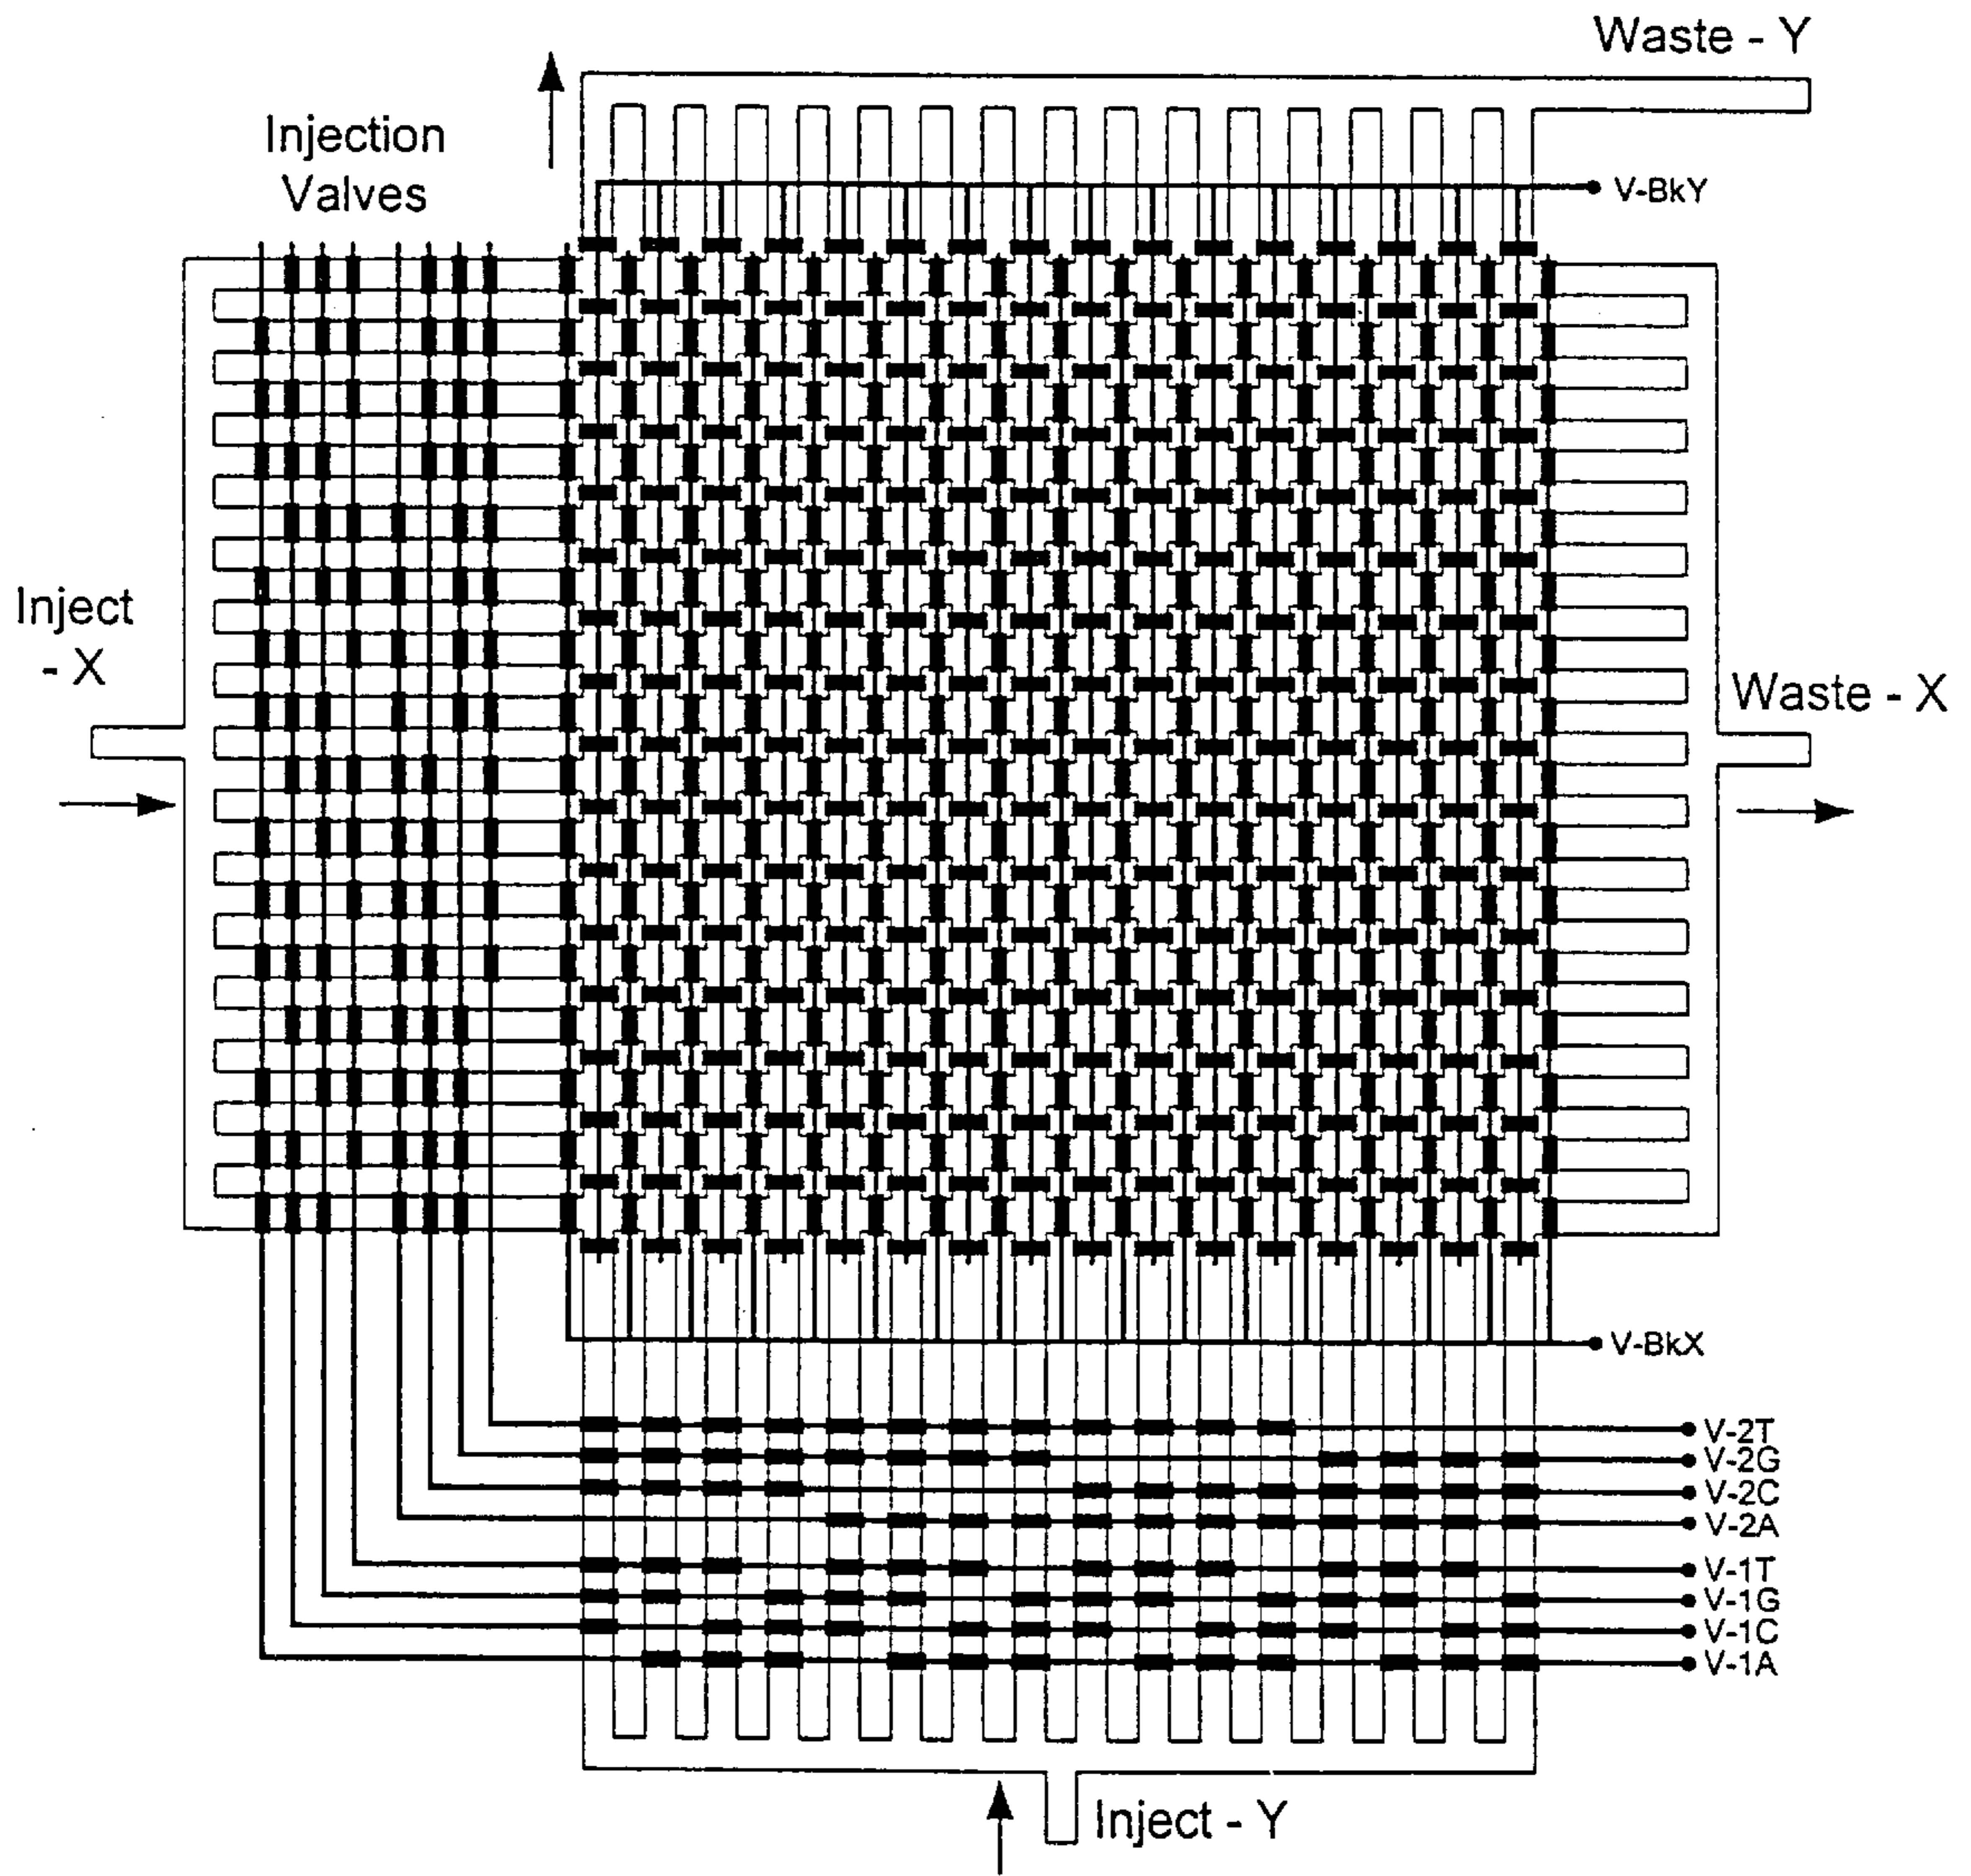 Waste - Y
Injection
Valves
V-BkY
Inject
- X
Waste - X
V-BkX
V-2T
V-2G
V-2C
V-2A
V-1T
V-1G
V-1C
V-1A
Inject - Y